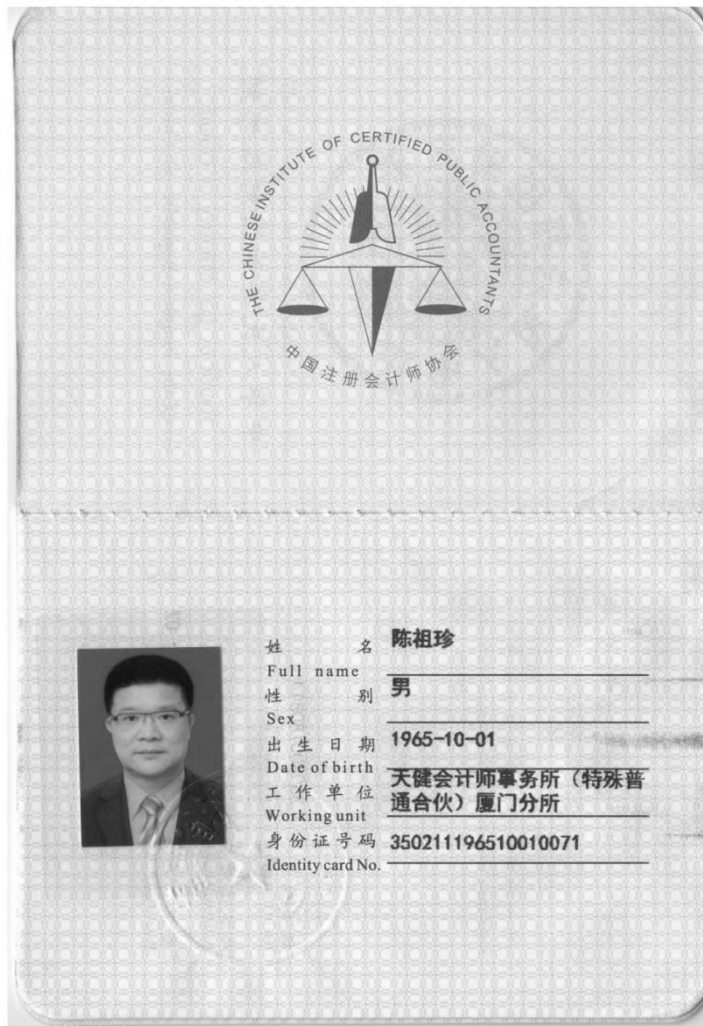 THE CHINESE INSTITUTE OF CERTIFIED PUBLIC ACCOUNTANTS
中国注册会计师协会
姓 名 陈祖珍
Full name
性 别 男
Sex
出生日期 1965-10-01
Date of birth
工作单位 天健会计师事务所（特殊普
通合伙）厦门分所
Working unit
身份证号码 350211196510010071
Identity card No.